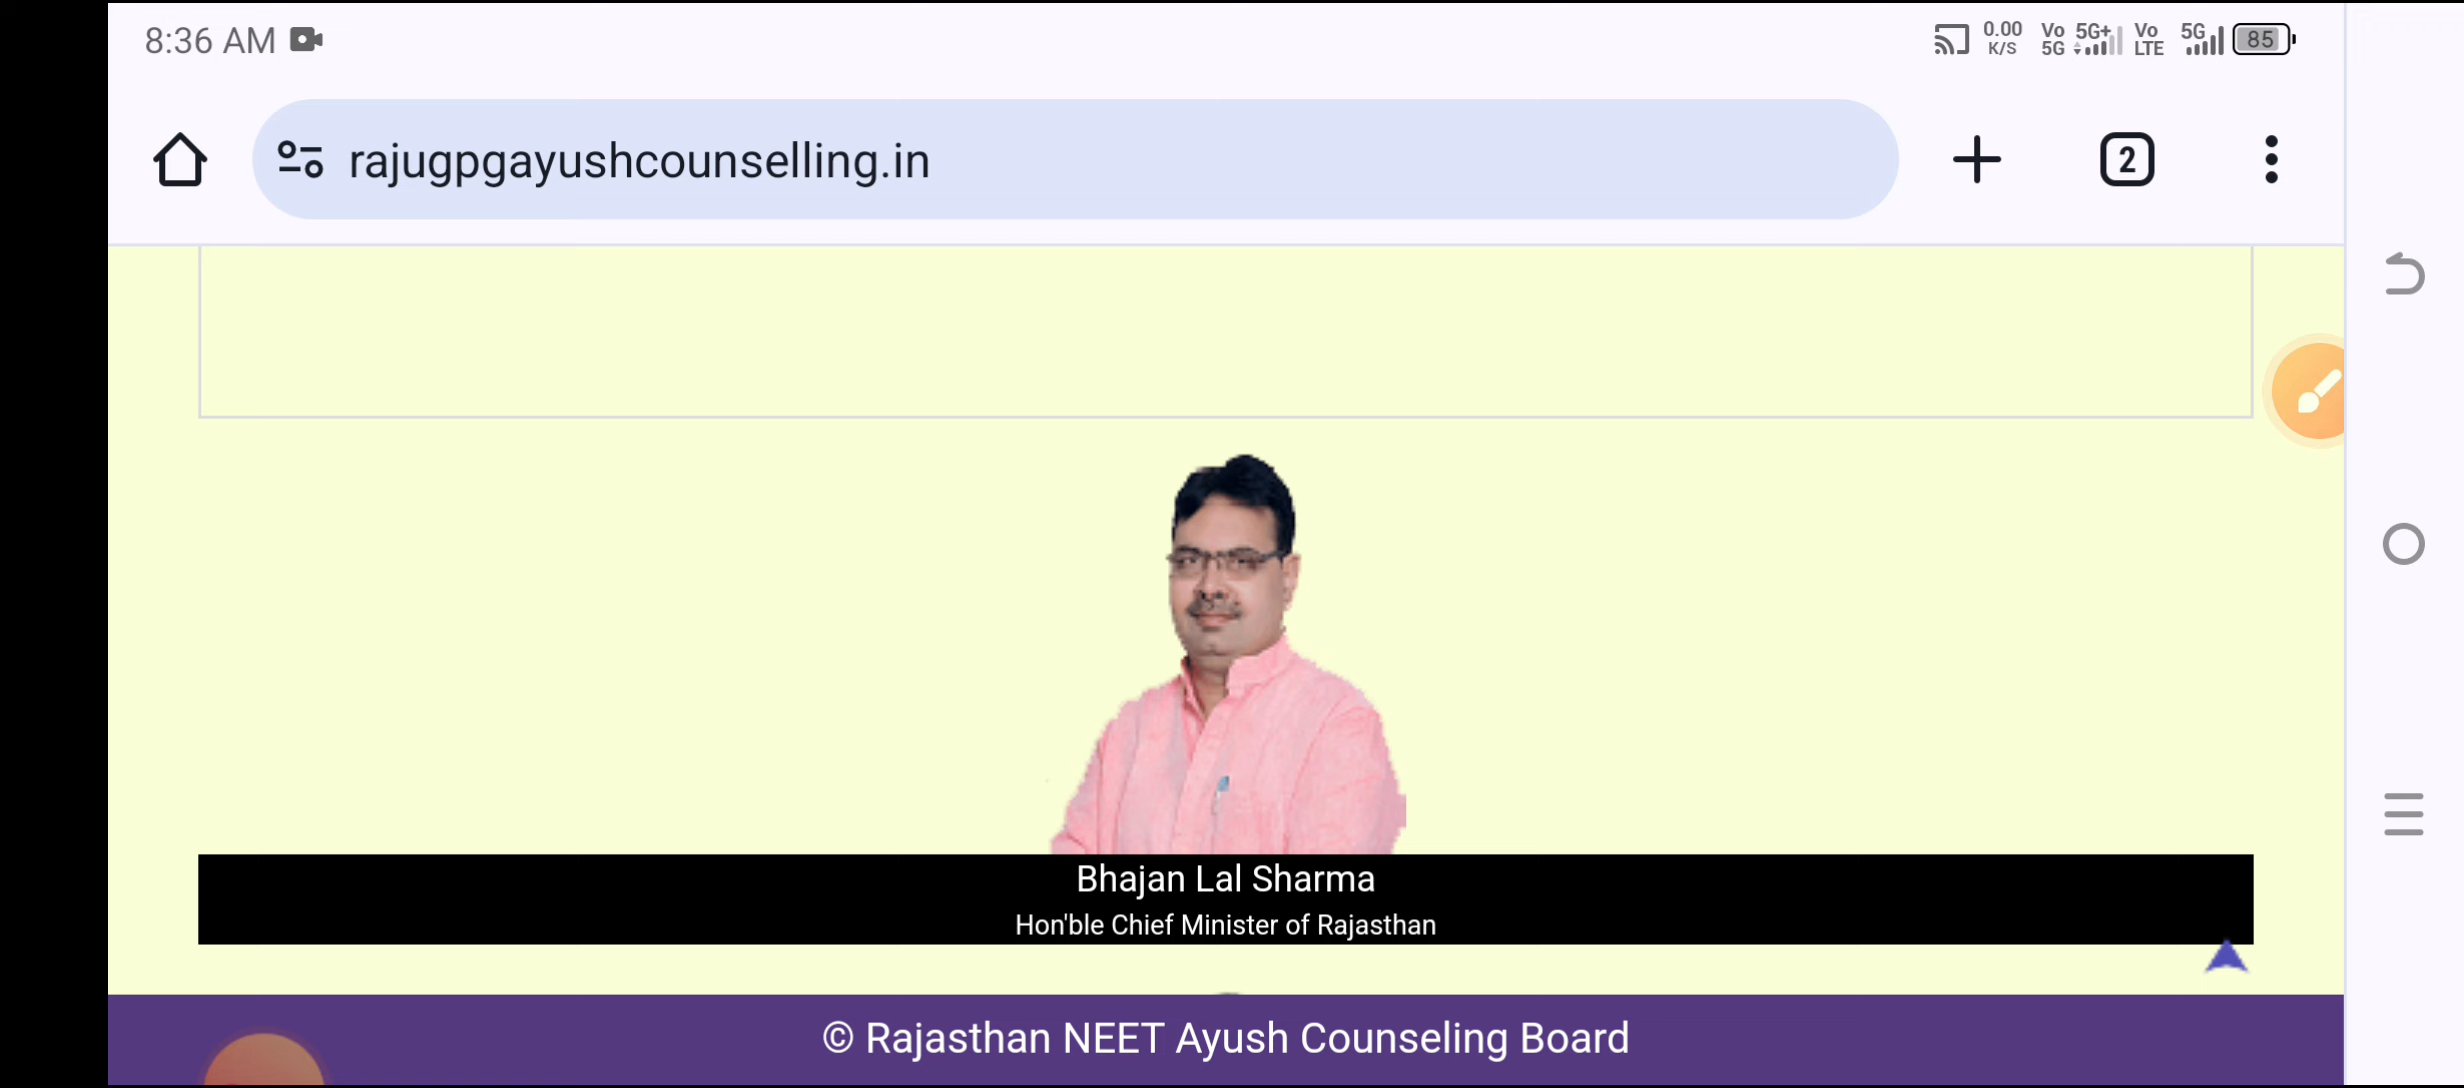 8:36 AM
0.00 K/S Vo 5G 5G+ Vo LTE 5G 85
rajugpgayushcounselling.in
2
Bhajan Lal Sharma
Hon'ble Chief Minister of Rajasthan
© Rajasthan NEET Ayush Counseling Board